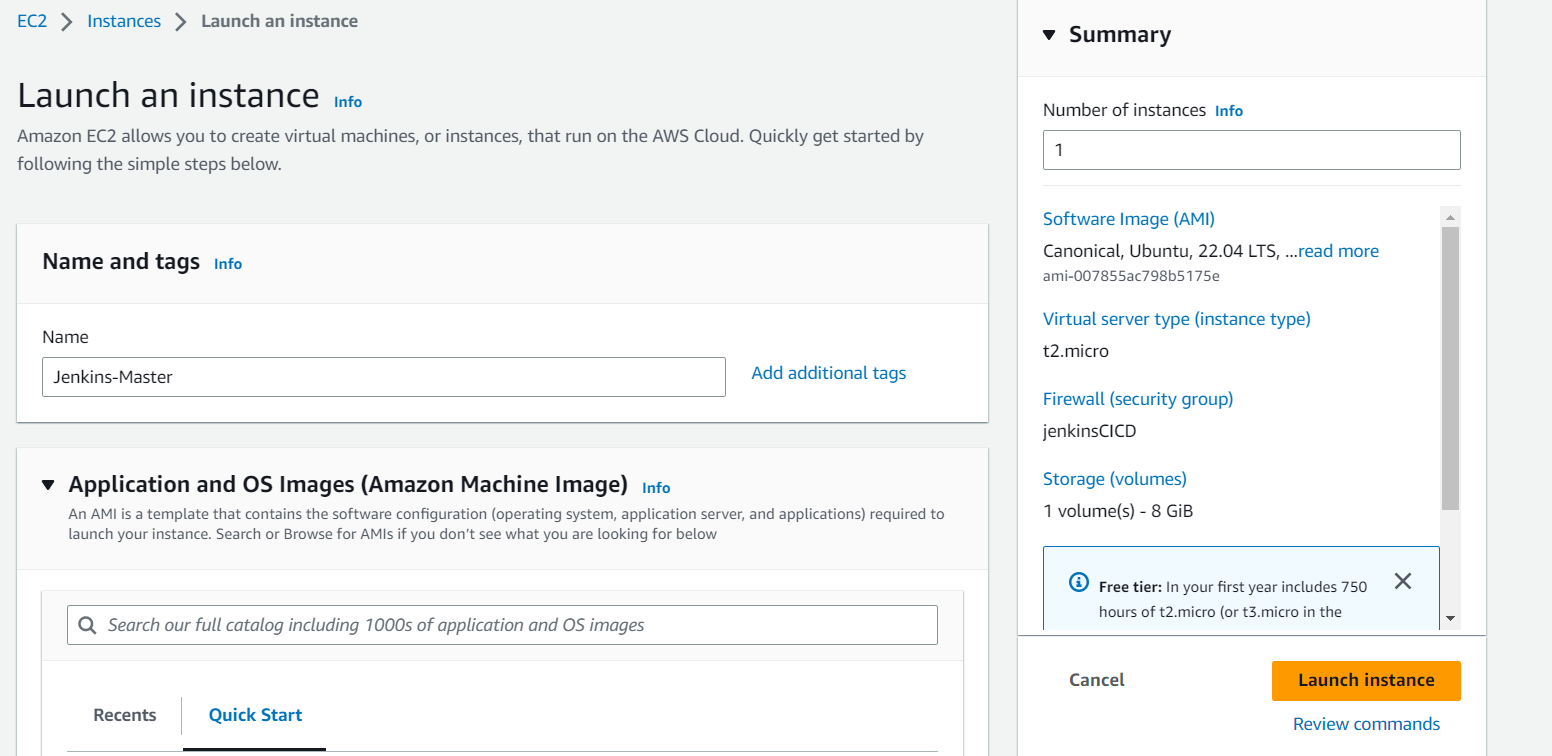 EC2 > Instances > Launch an instance
Launch an instance Info
Amazon EC2 allows you to create virtual machines, or instances, that run on the AWS Cloud. Quickly get started by
following the simple steps below.
Name and tags Info
Name
Jenkins-Master
Add additional tags
Application and OS Images (Amazon Machine Image) Info
An AMI is a template that contains the software configuration (operating system, application server, and applications) required to
launch your instance. Search or Browse for AMIs if you don’t see what you are looking for below
Search our full catalog including 1000s of application and OS images
Recents
Quick Start
Summary
Number of instances Info
1
Software Image (AMI)
Canonical, Ubuntu, 22.04 LTS, ...read more
ami-007855ac798b5175e
Virtual server type (instance type)
t2.micro
Firewall (security group)
jenkinsCICD
Storage (volumes)
1 volume(s) - 8 GiB
Free tier: In your first year includes 750
hours of t2.micro (or t3.micro in the
Cancel
Launch instance
Review commands